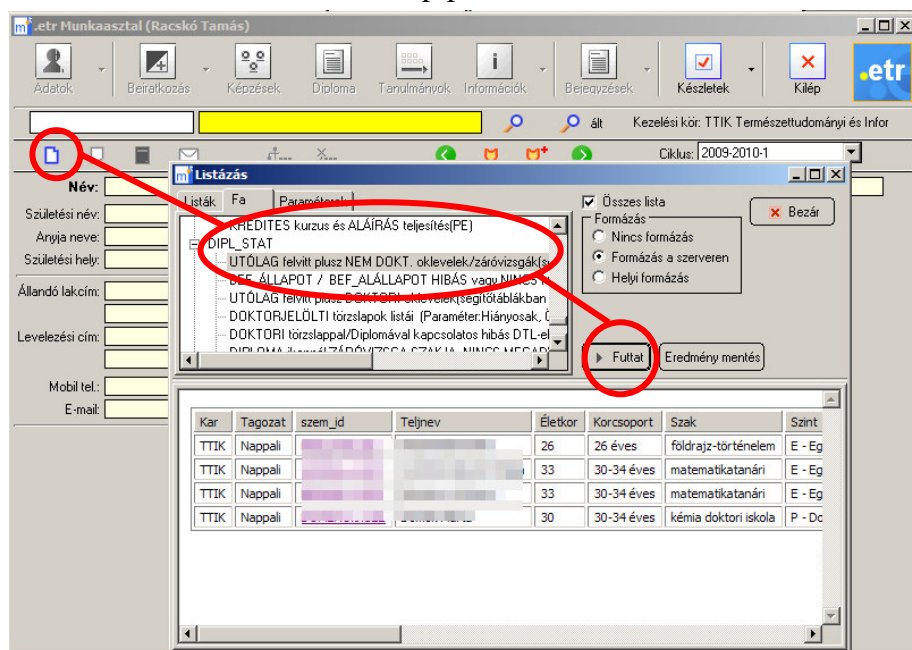 .etr Munkaasztal (Racskó Tamás)
Adatok Beiratkozás Képzések Diploma Tanulmányok Információk Bejegyzések Készletek Kilép .etr
ált Kezelési kör: TTIK Természettudományi és Infor
Ciklus: 2009-2010-1
Név:
Születési név:
Anyja neve:
Születési hely:
Állandó lakcím:
Levelezési cím:
Mobil tel.:
E-mail:
Listázás
Listák Fa Paraméterek
KREDITES kurzus és ALÁÍRÁS teljesítés(PE)
DIPL_STAT
UTÓLAG felvitt plusz NEM DOKT. oklevelek/záróvizsgák(s
BEF_ÁLLAPOT / BEF_ALÁLLAPOT HIBÁS vagy NINCS
UTÓLAG felvitt plusz DOKTORI oklevelek(segítőtáblákban
DOKTORJELÖLTI törzslapok listái (Paraméter:Hiányosak,
DOKTORI törzslappal/Diplomával kapcsolatos hibás DTL-el
Összes lista
Formázás
Nincs formázás
Formázás a szerveren
Helyi formázás
Bezár
Futtat Eredmény mentés
Kar Tagozat szem_id Teljnev Életkor Korcsoport Szak Szint
TTIK Nappali 26 26 éves földrajz-történelem E - Eg
TTIK Nappali 33 30-34 éves matematikatanári E - Eg
TTIK Nappali 33 30-34 éves matematikatanári E - Eg
TTIK Nappali 30 30-34 éves kémia doktori iskola P - Do